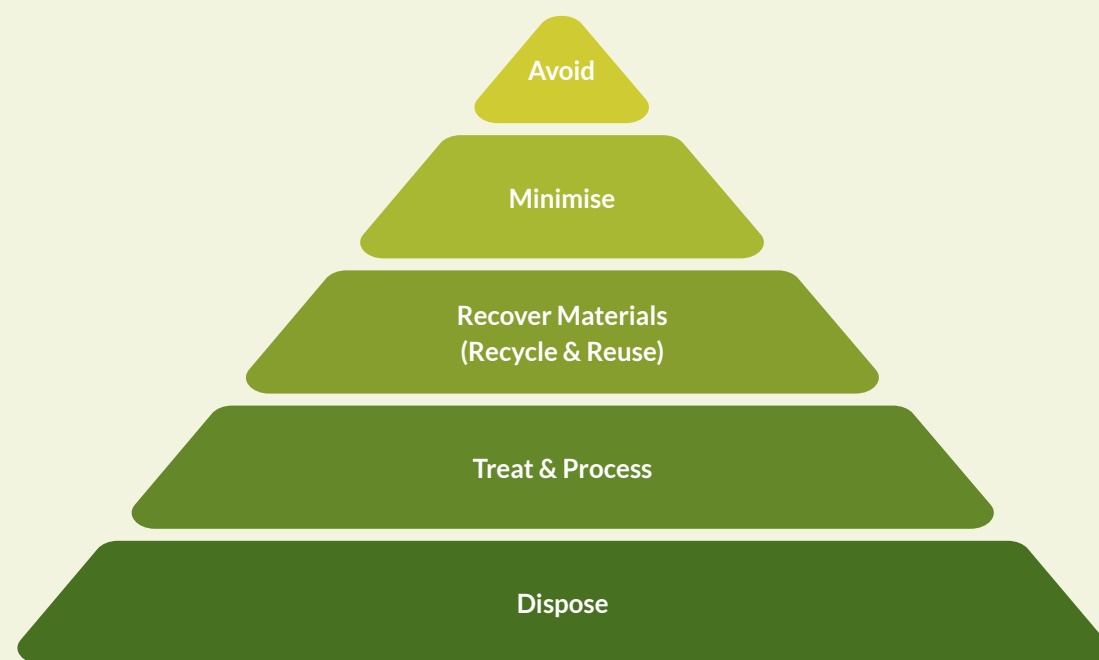 Avoid
Minimise
Recover Materials
(Recycle & Reuse)
Treat & Process
Dispose